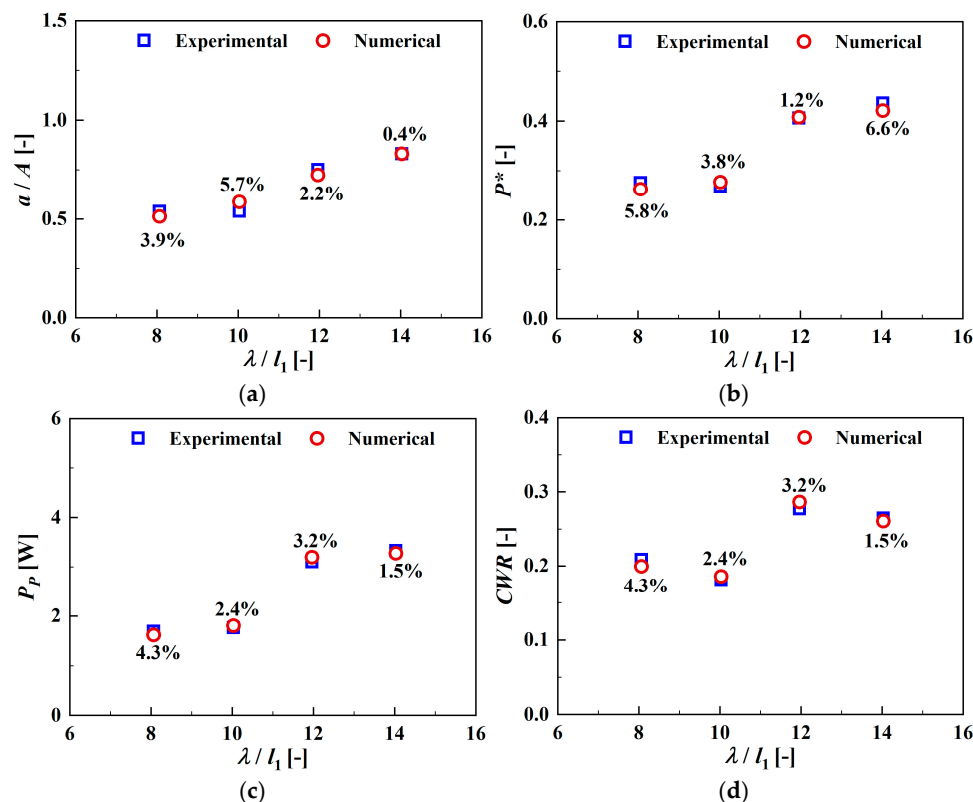 1.5
Experimental Numerical
1.0
0.4%
5.7%
2.2%
0.5
3.9%
0.0
6 8 10 12 14 16
a / A [-]
λ / l₁ [-]
(a)
0.6
Experimental Numerical
1.2%
0.4
6.6%
3.8%
5.8%
0.2
0.0
6 8 10 12 14 16
P* [-]
λ / l₁ [-]
(b)
6
Experimental Numerical
4
3.2%
1.5%
2.4%
2
4.3%
0
6 8 10 12 14 16
P_P [W]
λ / l₁ [-]
(c)
0.4
Experimental Numerical
0.3
3.2%
1.5%
2.4%
0.2
4.3%
0.1
0.0
6 8 10 12 14 16
CWR [-]
λ / l₁ [-]
(d)